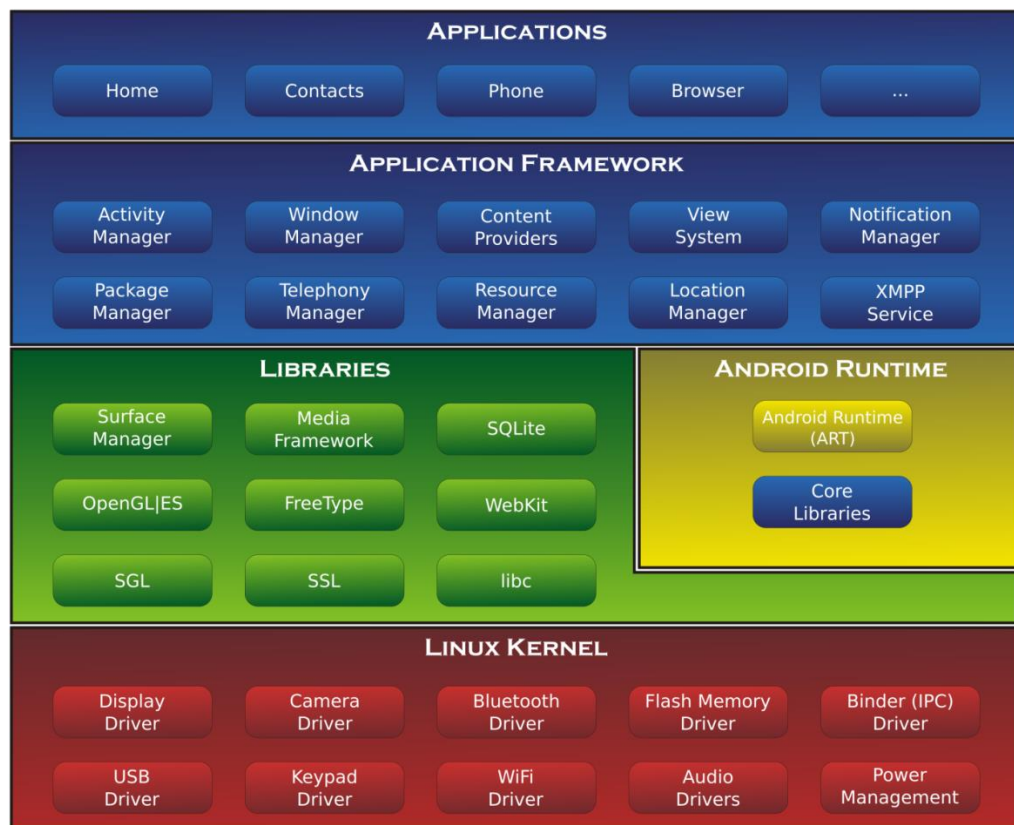 APPLICATIONS
Home
Contacts
Phone
Browser
...
APPLICATION FRAMEWORK
Activity
Manager
Window
Manager
Content
Providers
View
System
Notification
Manager
Package
Manager
Telephony
Manager
Resource
Manager
Location
Manager
XMPP
Service
LIBRARIES
Surface
Manager
Media
Framework
SQLite
OpenGL|ES
FreeType
WebKit
SGL
SSL
libc
ANDROID RUNTIME
Android Runtime
(ART)
Core
Libraries
LINUX KERNEL
Display
Driver
Camera
Driver
Bluetooth
Driver
Flash Memory
Driver
Binder (IPC)
Driver
USB
Driver
Keypad
Driver
WiFi
Driver
Audio
Drivers
Power
Management